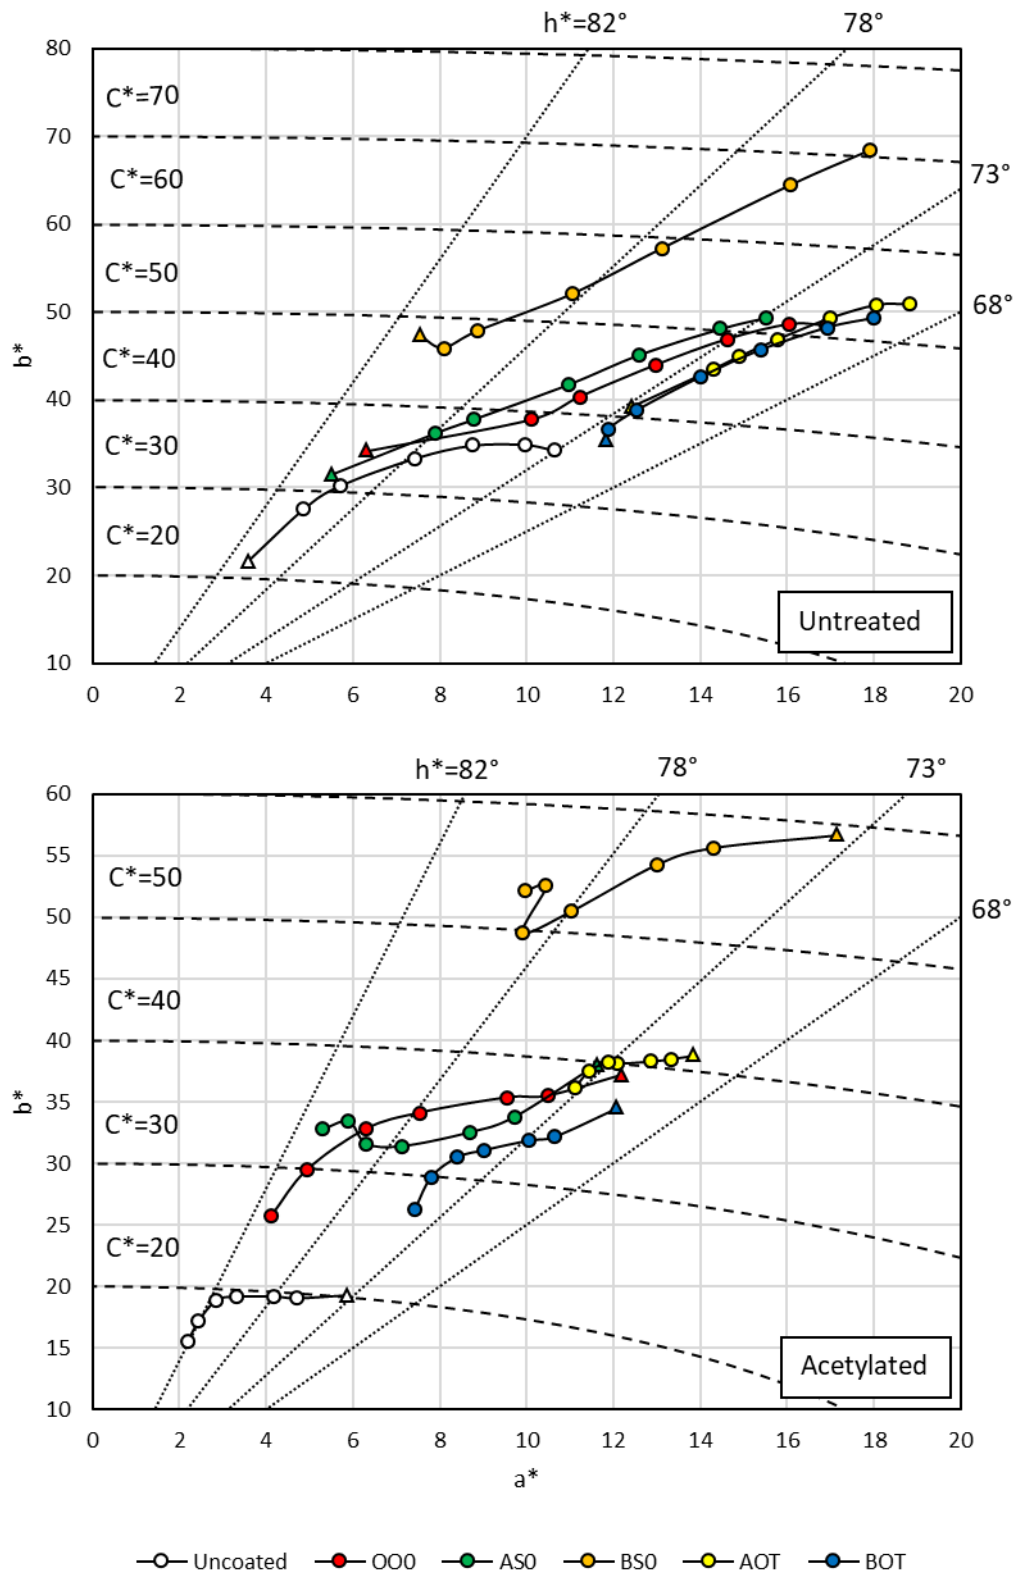 h*=82° 78°
80
C*=70
70
C*=60
73°
60
C*=50
50
68°
b*
C*=40
40
C*=30
30
C*=20
20
Untreated
10
0 2 4 6 8 10 12 14 16 18 20
h*=82° 78° 73°
60
55
C*=50
50
68°
45
C*=40
40
b*
35
C*=30
30
25
C*=20
20
15
Acetylated
10
0 2 4 6 8 10 12 14 16 18 20
a*
Uncoated OO0 AS0 BS0 AOT BOT